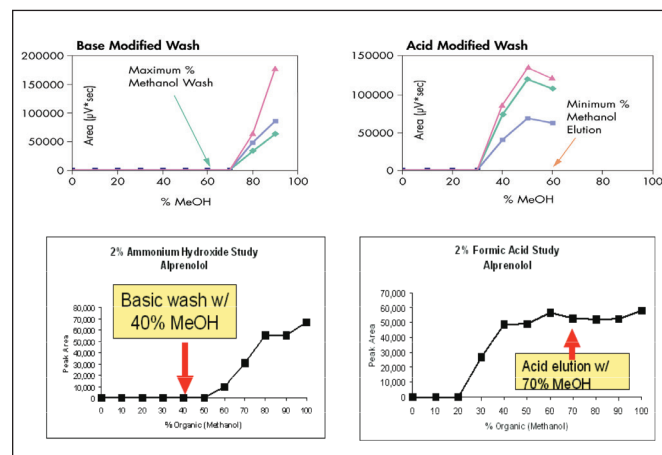 Base Modified Wash
200000
150000
100000
50000
0
Area [µV*sec]
Maximum %
Methanol Wash
0 20 40 60 80 100
% MeOH
Acid Modified Wash
150000
100000
50000
0
Area [µV*sec]
Minimum %
Methanol
Elution
0 20 40 60 80 100
% MeOH
2% Ammonium Hydroxide Study
Alprenolol
80,000
70,000
60,000
50,000
40,000
30,000
20,000
10,000
0
Peak Area
Basic wash w/
40% MeOH
0 10 20 30 40 50 60 70 80 90 100
% Organic (Methanol)
2% Formic Acid Study
Alprenolol
70,000
60,000
50,000
40,000
30,000
20,000
10,000
0
Peak Area
Acid elution w/
70% MeOH
0 10 20 30 40 50 60 70 80 90 100
% Organic (Methanol)